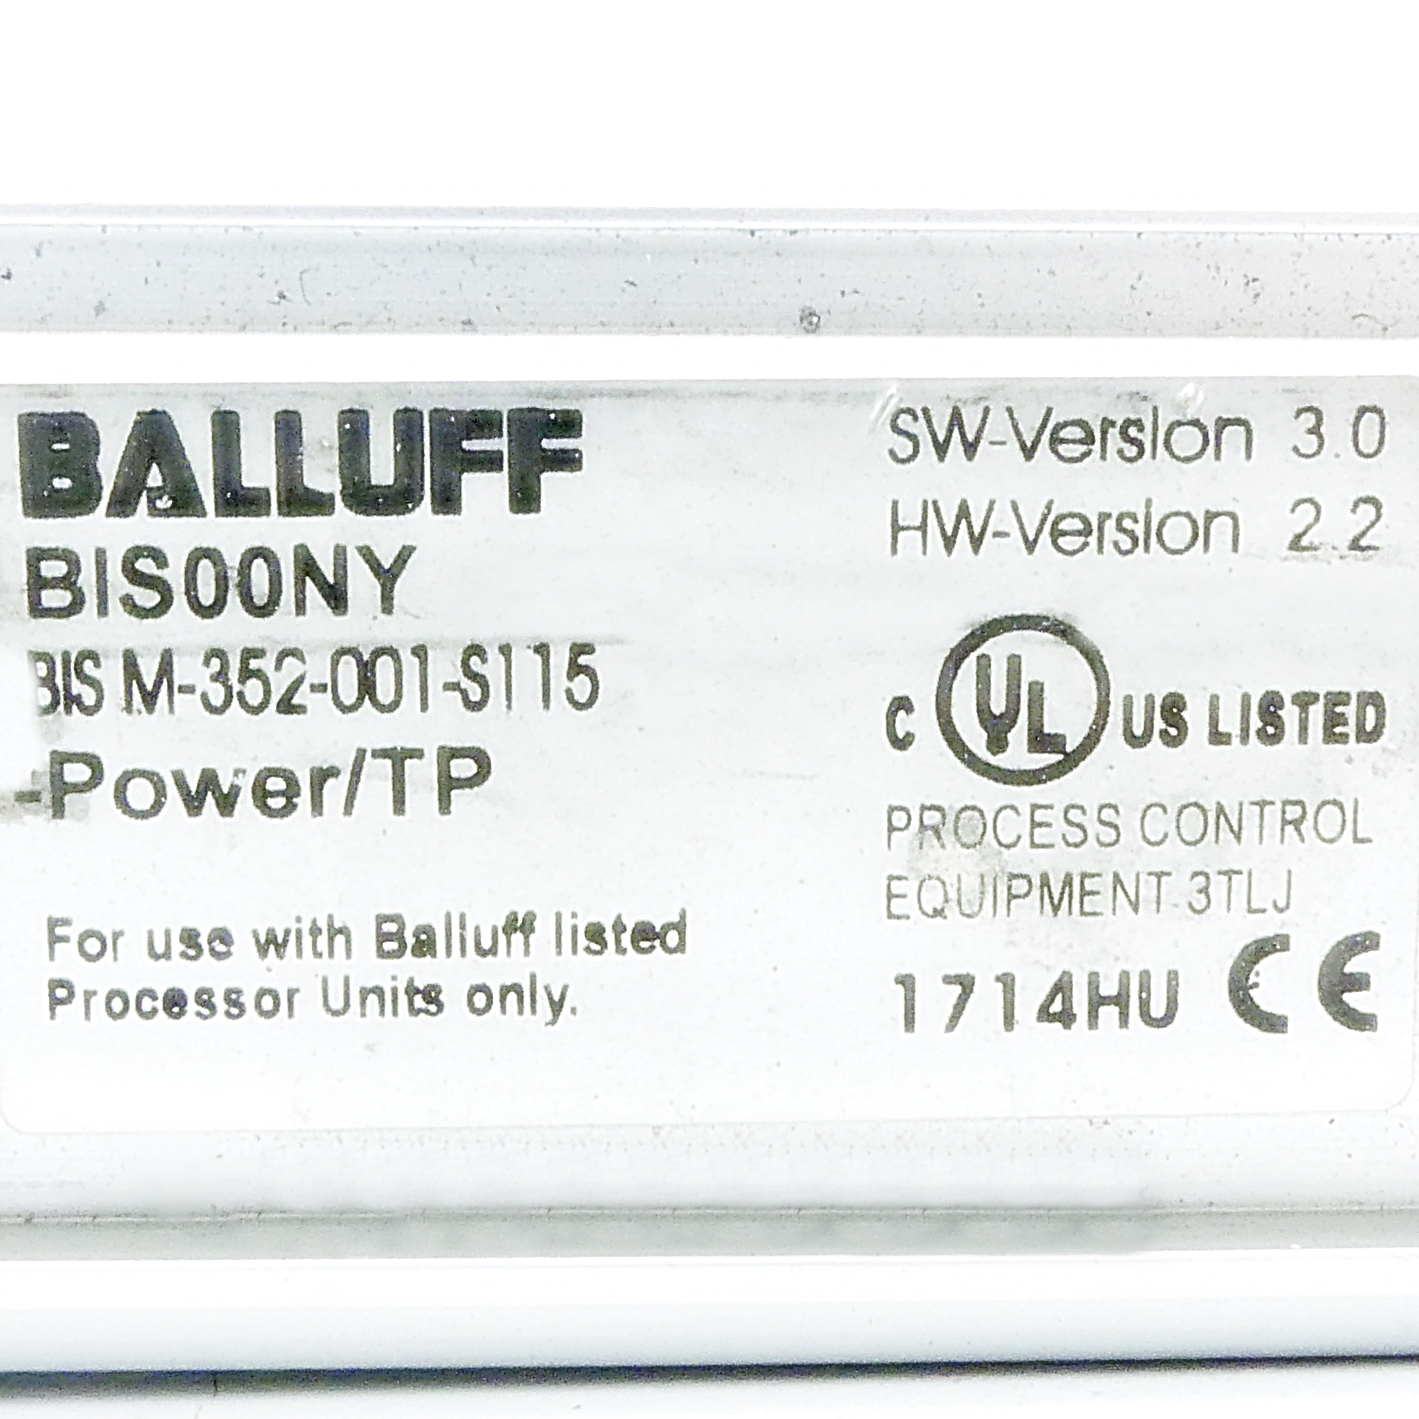 BALLUFF
BIS00NY
BIS M-352-001-S115
-Power/TP
For use with Balluff listed
Processor Units only.
SW-Version 3.0
HW-Version 2.2
C UL US LISTED
PROCESS CONTROL
EQUIPMENT 3TLJ
1714HU CE